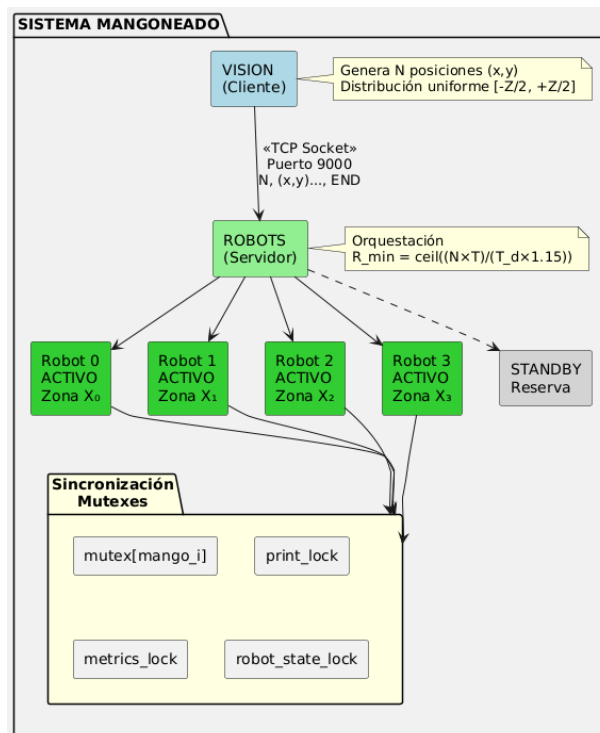 SISTEMA MANGONEADO
VISION
(Cliente)
Genera N posiciones (x,y)
Distribución uniforme [-Z/2, +Z/2]
«TCP Socket»
Puerto 9000
N, (x,y)..., END
ROBOTS
(Servidor)
Orquestación
R_min = ceil((N×T)/(T_d×1.15))
Robot 0
ACTIVO
Zona X₀
Robot 1
ACTIVO
Zona X₁
Robot 2
ACTIVO
Zona X₂
Robot 3
ACTIVO
Zona X₃
STANDBY
Reserva
Sincronización
Mutexes
mutex[mango_i]
print_lock
metrics_lock
robot_state_lock